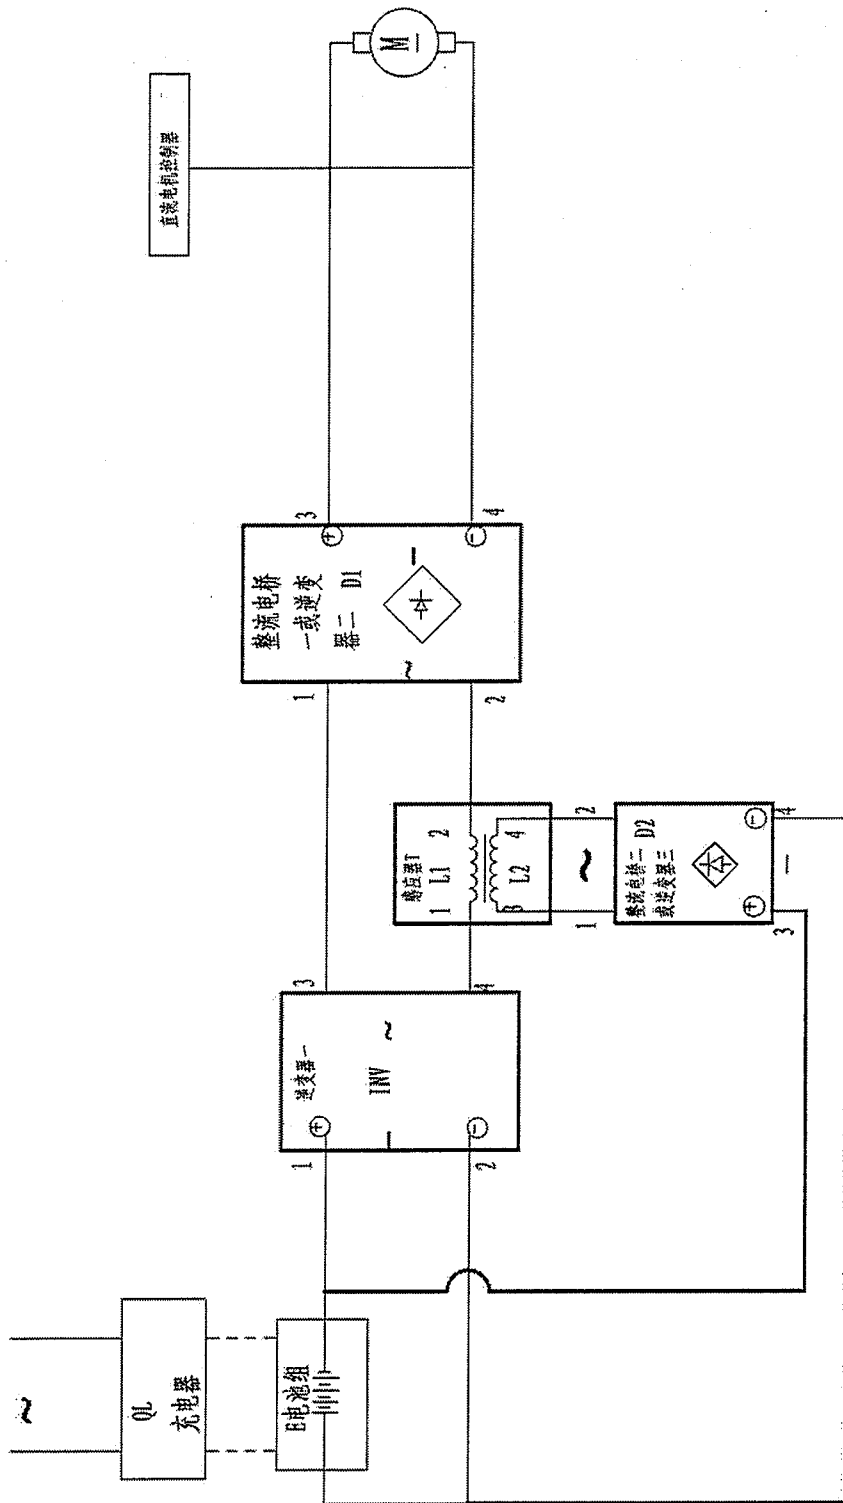 ~
QL
充电器
E电池组
逆变器一
INV
+
-
~
1
2
3
4
感应器T
1 L1 2
3 L2 4
~
1
2
整流电桥二 D2
或逆变器三
+
-
3
4
整流电桥
一或逆变
器二 D1
~
+
-
1
2
3
4
直流电机控制器
M